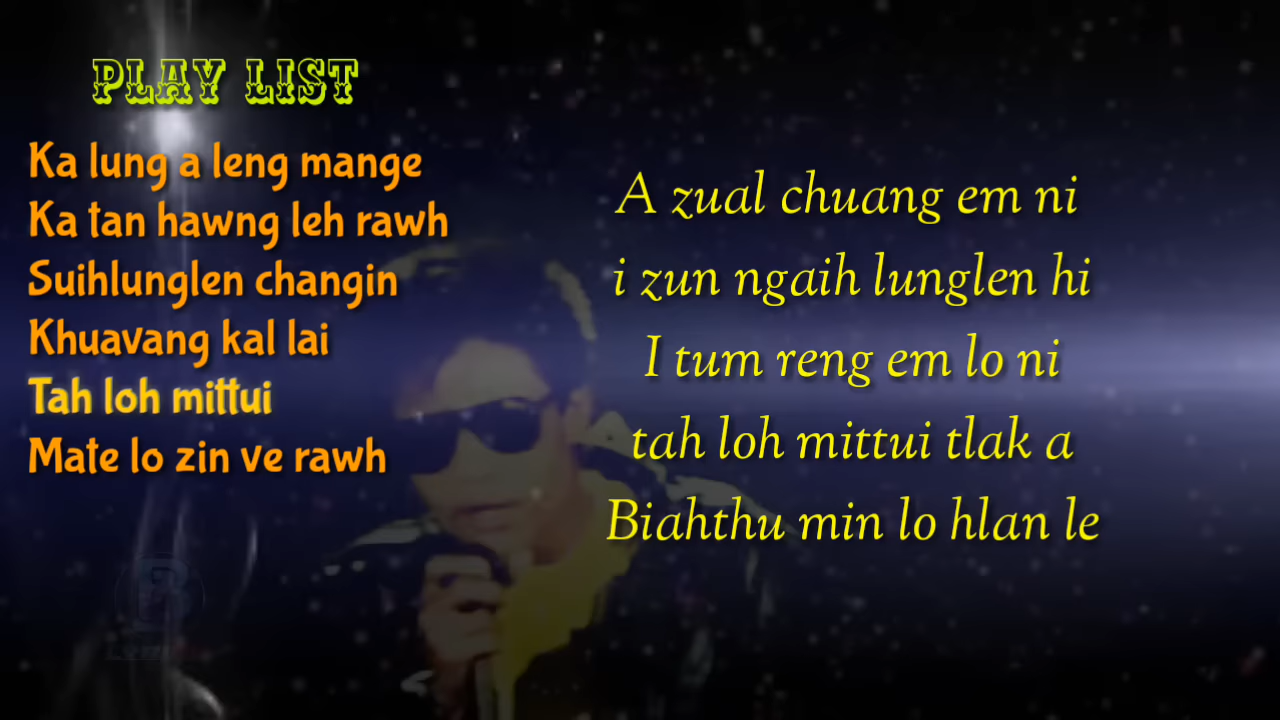 PLAY LIST
Ka lung a leng mange
Ka tan hawng leh rawh
Suihlunglen changin
Khuavang kal lai
Tah loh mittui
Mate lo zin ve rawh
A zual chuang em ni
i zun ngaih lunglen hi
I tum reng em lo ni
tah loh mittui tlak a
Biahthu min lo hlan le